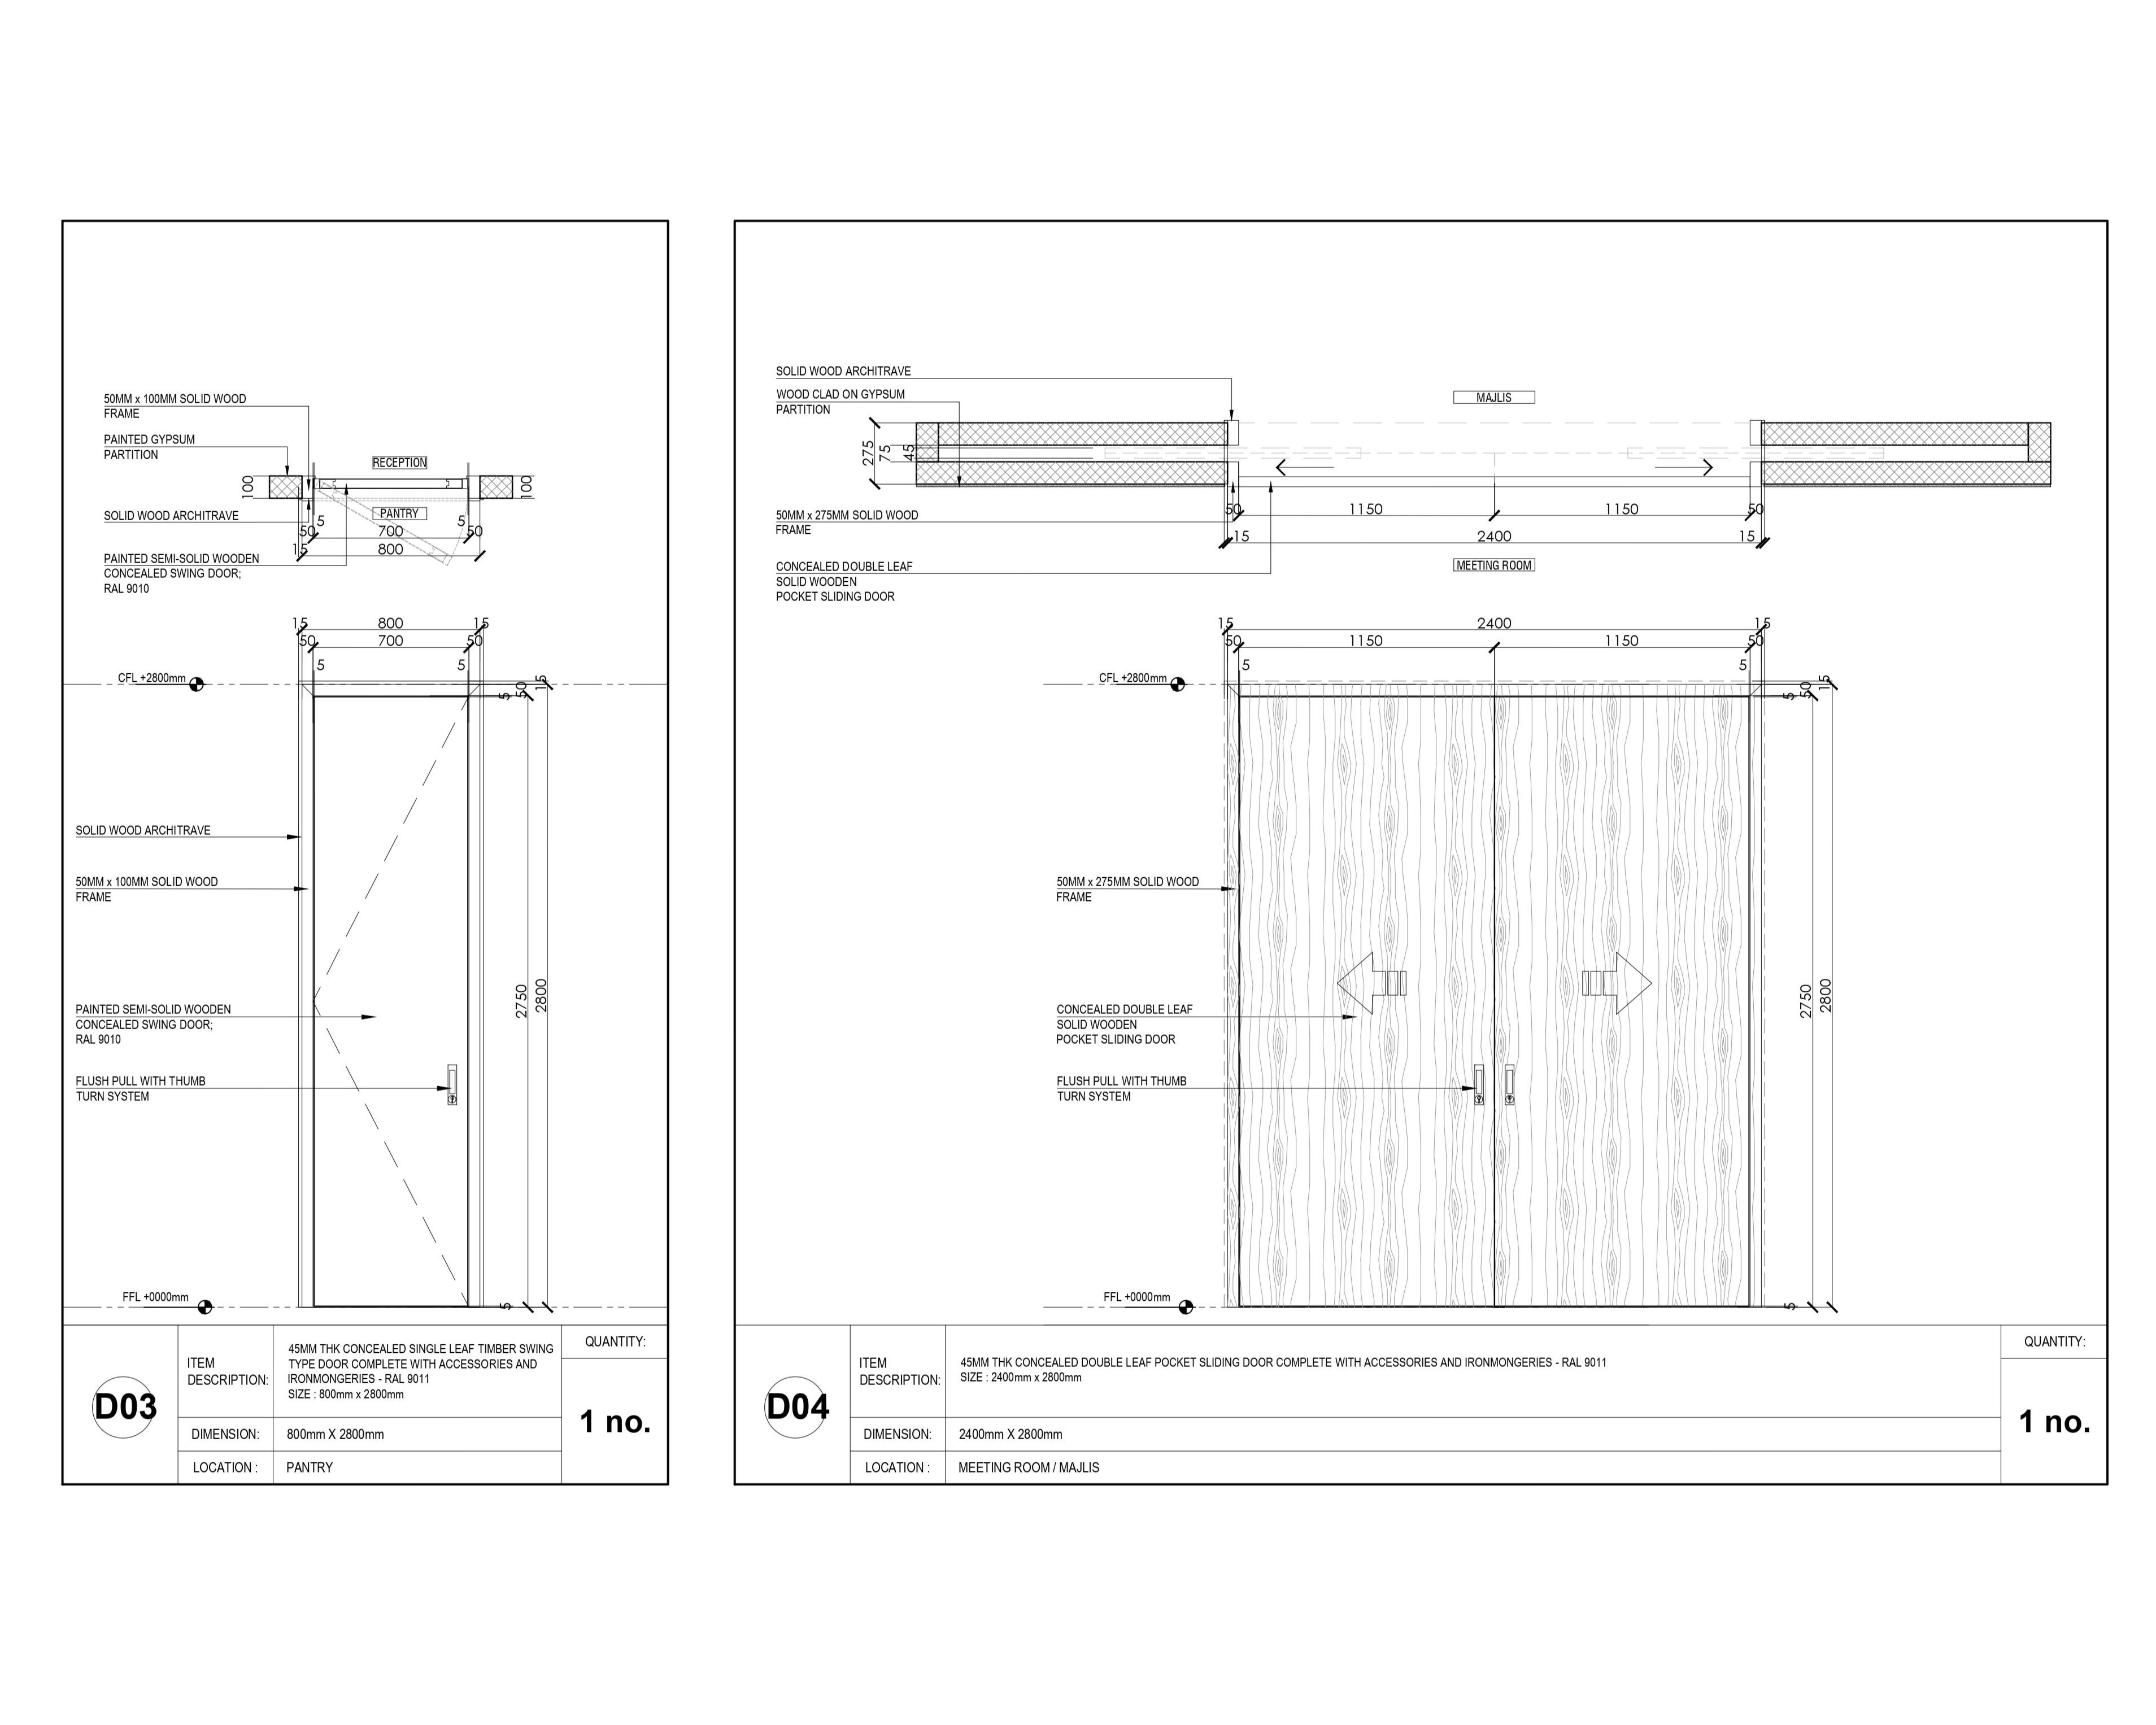 50MM x 100MM SOLID WOOD
FRAME
PAINTED GYPSUM
PARTITION
RECEPTION
100
100
SOLID WOOD ARCHITRAVE
PANTRY
5
5
50
700
50
15
800
PAINTED SEMI-SOLID WOODEN
CONCEALED SWING DOOR;
RAL 9010
15
800
15
50
700
50
5
5
CFL +2800mm
5
50
15
SOLID WOOD ARCHITRAVE
50MM x 100MM SOLID WOOD
FRAME
2750
2800
PAINTED SEMI-SOLID WOODEN
CONCEALED SWING DOOR;
RAL 9010
FLUSH PULL WITH THUMB
TURN SYSTEM
FFL +0000mm
5
D03
ITEM
DESCRIPTION:
45MM THK CONCEALED SINGLE LEAF TIMBER SWING
TYPE DOOR COMPLETE WITH ACCESSORIES AND
IRONMONGERIES - RAL 9011
SIZE : 800mm x 2800mm
DIMENSION:
800mm X 2800mm
LOCATION :
PANTRY
QUANTITY:
1 no.
SOLID WOOD ARCHITRAVE
WOOD CLAD ON GYPSUM
PARTITION
MAJLIS
275
75
45
50MM x 275MM SOLID WOOD
FRAME
50
1150
1150
50
15
2400
15
CONCEALED DOUBLE LEAF
SOLID WOODEN
POCKET SLIDING DOOR
MEETING ROOM
15
2400
15
50
1150
1150
50
5
5
CFL +2800mm
5
50
15
50MM x 275MM SOLID WOOD
FRAME
2750
2800
CONCEALED DOUBLE LEAF
SOLID WOODEN
POCKET SLIDING DOOR
FLUSH PULL WITH THUMB
TURN SYSTEM
FFL +0000mm
5
D04
ITEM
DESCRIPTION:
45MM THK CONCEALED DOUBLE LEAF POCKET SLIDING DOOR COMPLETE WITH ACCESSORIES AND IRONMONGERIES - RAL 9011
SIZE : 2400mm x 2800mm
DIMENSION:
2400mm X 2800mm
LOCATION :
MEETING ROOM / MAJLIS
QUANTITY:
1 no.